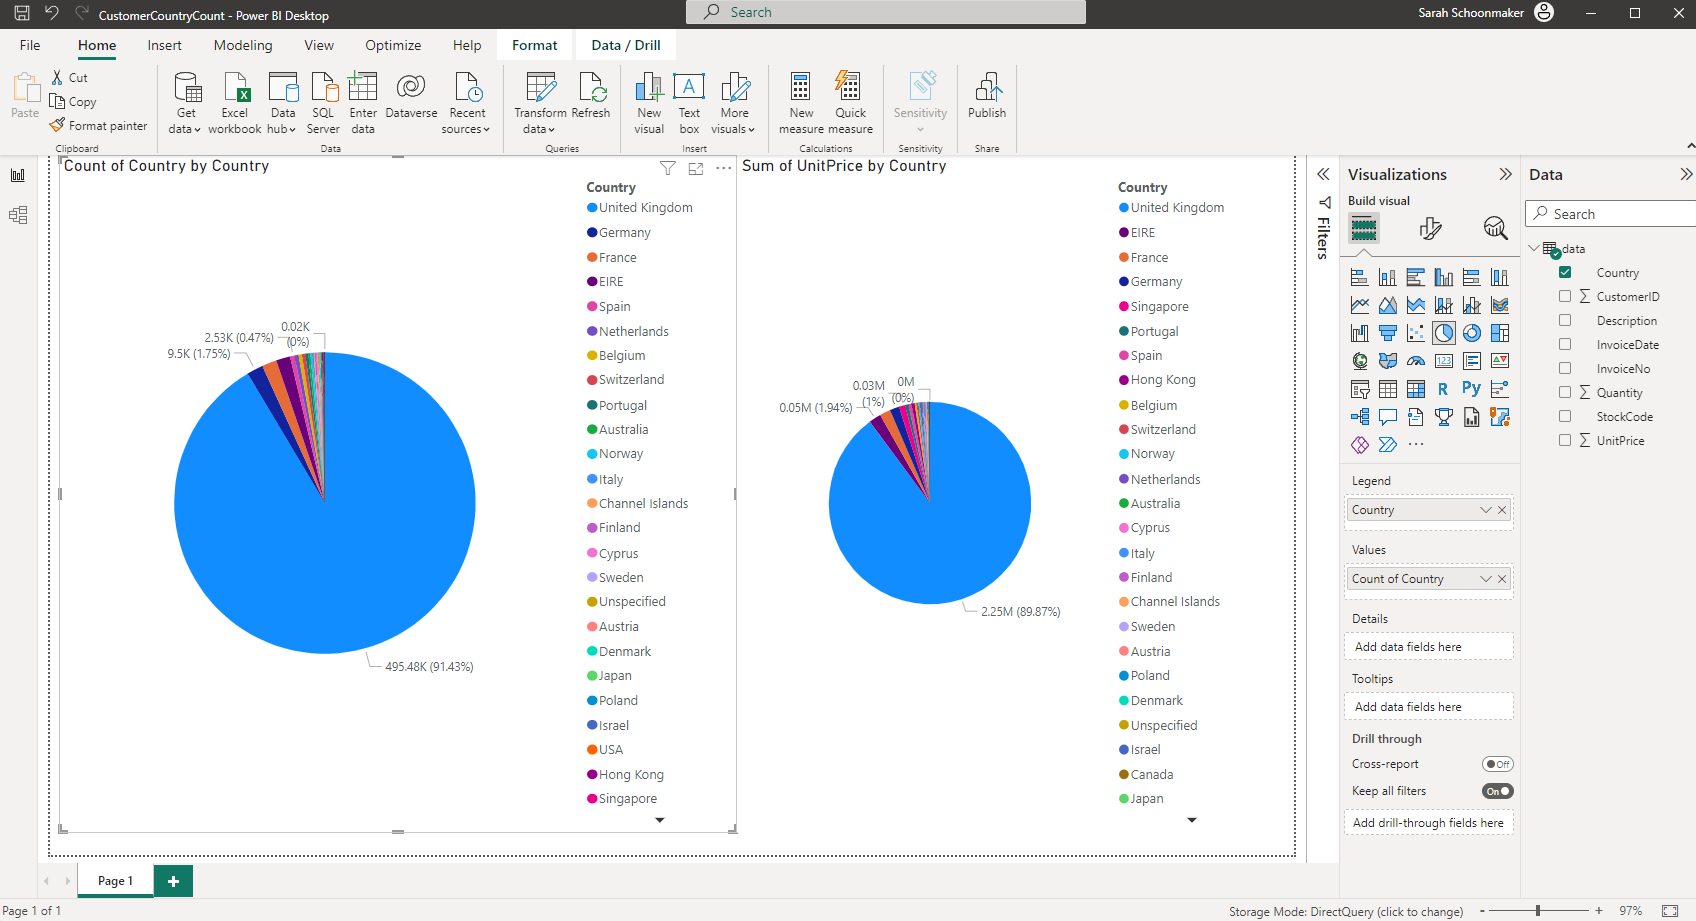 CustomerCountryCount - Power BI Desktop
Search
Sarah Schoonmaker
File Home Insert Modeling View Optimize Help Format Data / Drill
Paste
Cut
Copy
Format painter
Clipboard
Get data
Excel workbook
Data hub
SQL Server
Enter data
Dataverse
Recent sources
Data
Transform data
Refresh
Queries
New visual
Text box
More visuals
Insert
New measure
Quick measure
Calculations
Sensitivity
Sensitivity
Publish
Share
Count of Country by Country
0.02K
(0%)
2.53K (0.47%)
9.5K (1.75%)
495.48K (91.43%)
Country
United Kingdom
Germany
France
EIRE
Spain
Netherlands
Belgium
Switzerland
Portugal
Australia
Norway
Italy
Channel Islands
Finland
Cyprus
Sweden
Unspecified
Austria
Denmark
Japan
Poland
Israel
USA
Hong Kong
Singapore
Sum of UnitPrice by Country
0.03M
(1%)
0M
(0%)
0.05M (1.94%)
2.25M (89.87%)
Country
United Kingdom
EIRE
France
Germany
Singapore
Portugal
Spain
Hong Kong
Belgium
Switzerland
Norway
Netherlands
Australia
Cyprus
Italy
Finland
Channel Islands
Sweden
Austria
Poland
Denmark
Unspecified
Israel
Canada
Japan
Filters
Visualizations
Build visual
123
R
Py
Legend
Country
Values
Count of Country
Details
Add data fields here
Tooltips
Add data fields here
Drill through
Cross-report
Off
Keep all filters
On
Add drill-through fields here
Data
Search
data
Country
CustomerID
Description
InvoiceDate
InvoiceNo
Quantity
StockCode
UnitPrice
Page 1
Page 1 of 1
Storage Mode: DirectQuery (click to change)
- + 97%